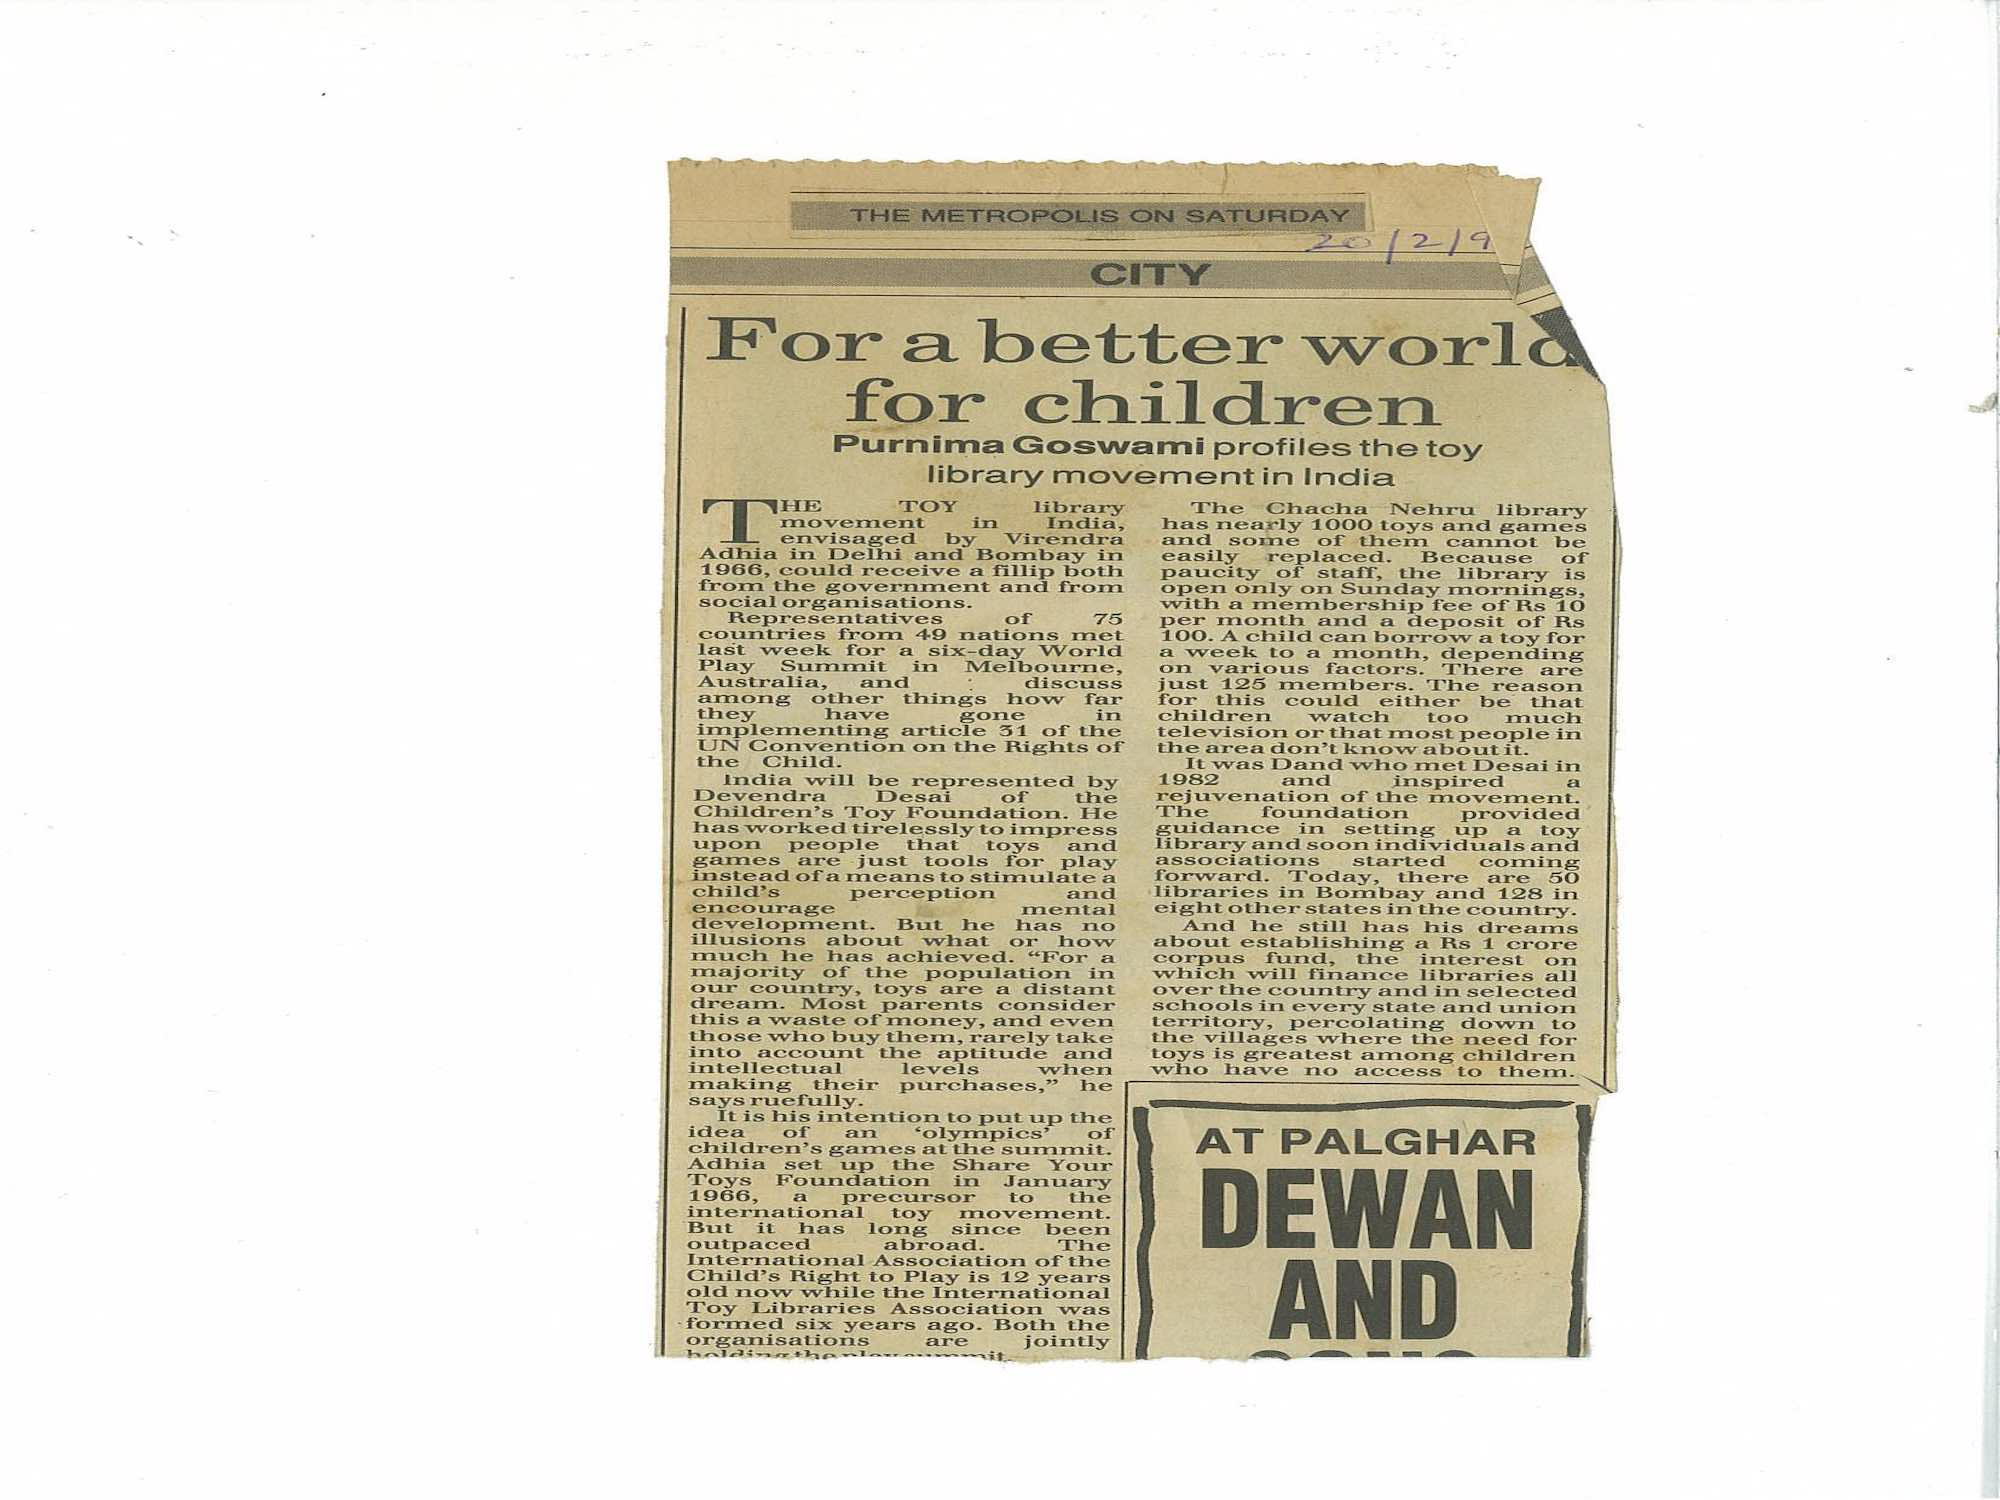 THE METROPOLIS ON SATURDAY
20/2/9
CITY
For a better world
for children
Purnima Goswami profiles the toy
library movement in India
THE TOY library
movement in India,
envisaged by Virendra
Adhia in Delhi and Bombay in
1966, could receive a fillip both
from the government and from
social organisations.
Representatives of 75
countries from 49 nations met
last week for a six-day World
Play Summit in Melbourne,
Australia, and discuss
among other things how far
they have gone in
implementing article 31 of the
UN Convention on the Rights of
the Child.
India will be represented by
Devendra Desai of the
Children's Toy Foundation. He
has worked tirelessly to impress
upon people that toys and
games are just tools for play
instead of a means to stimulate a
child's perception and
encourage mental
development. But he has no
illusions about what or how
much he has achieved. "For a
majority of the population in
our country, toys are a distant
dream. Most parents consider
this a waste of money, and even
those who buy them, rarely take
into account the aptitude and
intellectual levels when
making their purchases," he
says ruefully.
It is his intention to put up the
idea of an 'olympics' of
children's games at the summit.
Adhia set up the Share Your
Toys Foundation in January
1966, a precursor to the
international toy movement.
But it has long since been
outpaced abroad. The
International Association of the
Child's Right to Play is 12 years
old now while the International
Toy Libraries Association was
formed six years ago. Both the
organisations are jointly
holding the play summit.
The Chacha Nehru library
has nearly 1000 toys and games
and some of them cannot be
easily replaced. Because of
paucity of staff, the library is
open only on Sunday mornings,
with a membership fee of Rs 10
per month and a deposit of Rs
100. A child can borrow a toy for
a week to a month, depending
on various factors. There are
just 125 members. The reason
for this could either be that
children watch too much
television or that most people in
the area don't know about it.
It was Dand who met Desai in
1982 and inspired a
rejuvenation of the movement.
The foundation provided
guidance in setting up a toy
library and soon individuals and
associations started coming
forward. Today, there are 50
libraries in Bombay and 128 in
eight other states in the country.
And he still has his dreams
about establishing a Rs 1 crore
corpus fund, the interest on
which will finance libraries all
over the country and in selected
schools in every state and union
territory, percolating down to
the villages where the need for
toys is greatest among children
who have no access to them.
AT PALGHAR
DEWAN
AND